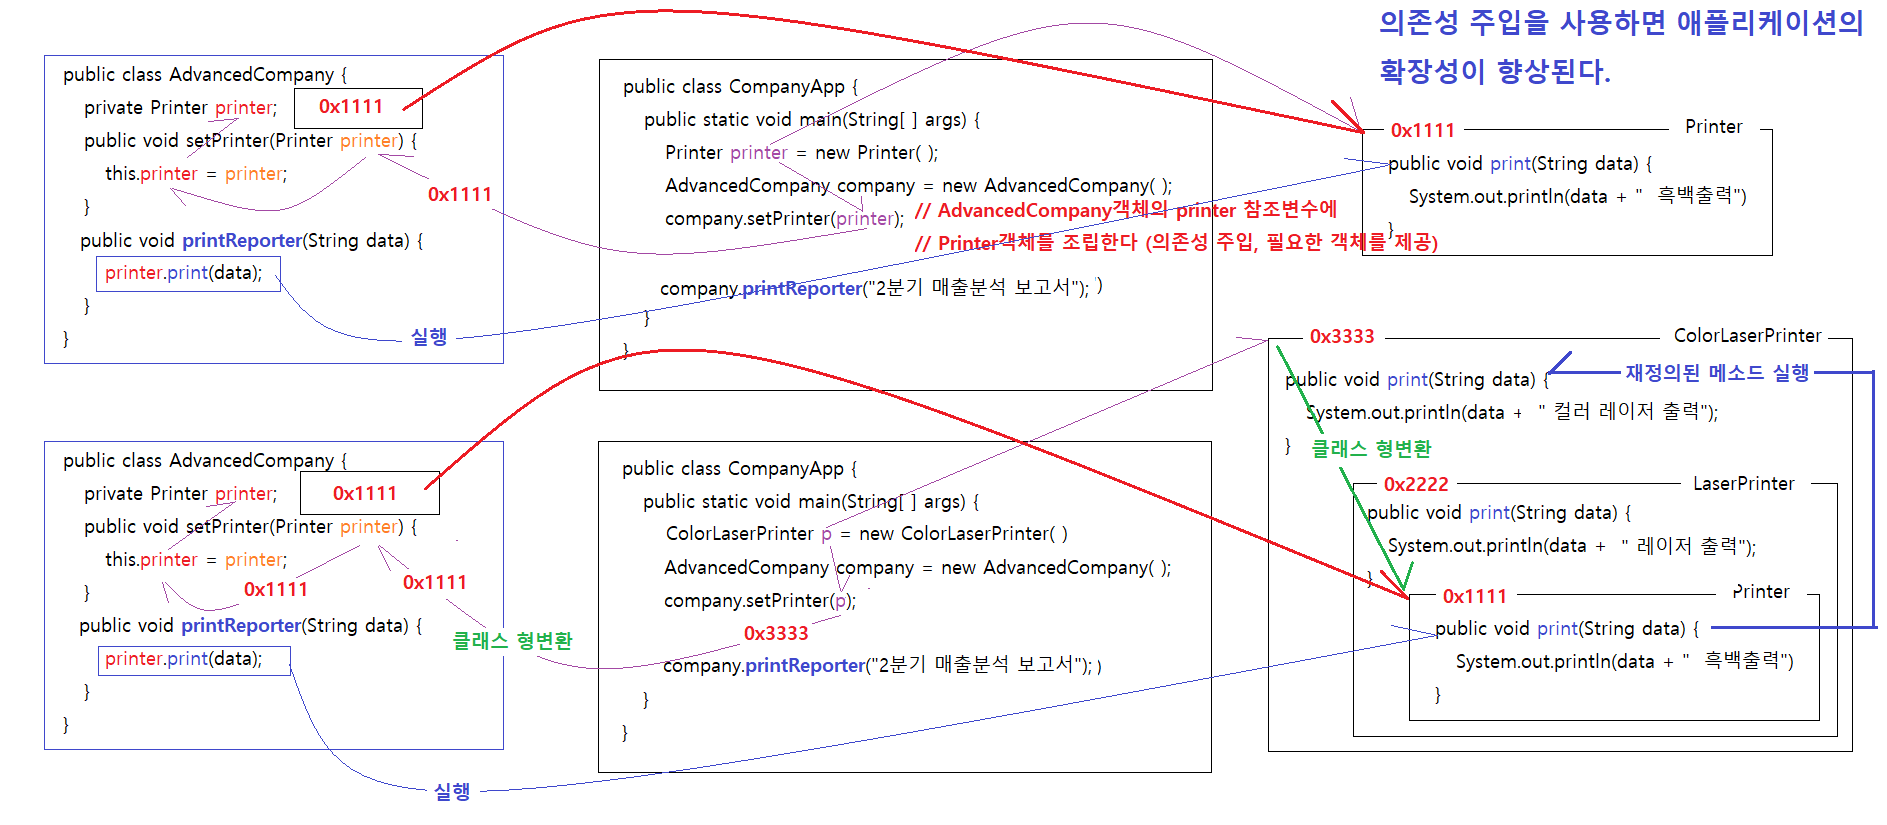 의존성 주입을 사용하면 애플리케이션의
확장성이 향상된다.
public class AdvancedCompany {
private Printer printer;
0x1111
public void setPrinter(Printer printer) {
this.printer = printer;
0x1111
}
public void printReporter(String data) {
printer.print(data);
}
}
실행
public class CompanyApp {
public static void main(String[ ] args) {
Printer printer = new Printer( );
AdvancedCompany company = new AdvancedCompany( );
company.setPrinter(printer);
// AdvancedCompany객체의 printer 참조변수에
// Printer객체를 조립한다 (의존성 주입, 필요한 객체를 제공)
company.printReporter("2분기 매출분석 보고서"); )
}
}
0x1111
Printer
public void print(String data) {
System.out.println(data + " 흑백출력")
}
public class AdvancedCompany {
private Printer printer;
0x1111
public void setPrinter(Printer printer) {
this.printer = printer;
0x1111
0x1111
}
public void printReporter(String data) {
클래스 형변환
printer.print(data);
}
}
실행
public class CompanyApp {
public static void main(String[ ] args) {
ColorLaserPrinter p = new ColorLaserPrinter( )
AdvancedCompany company = new AdvancedCompany( );
company.setPrinter(p);
0x3333
company.printReporter("2분기 매출분석 보고서"); )
}
}
0x3333
ColorLaserPrinter
public void print(String data) {
재정의된 메소드 실행
System.out.println(data + " 컬러 레이저 출력");
}
클래스 형변환
0x2222
LaserPrinter
public void print(String data) {
System.out.println(data + " 레이저 출력");
}
0x1111
Printer
public void print(String data) {
System.out.println(data + " 흑백출력")
}